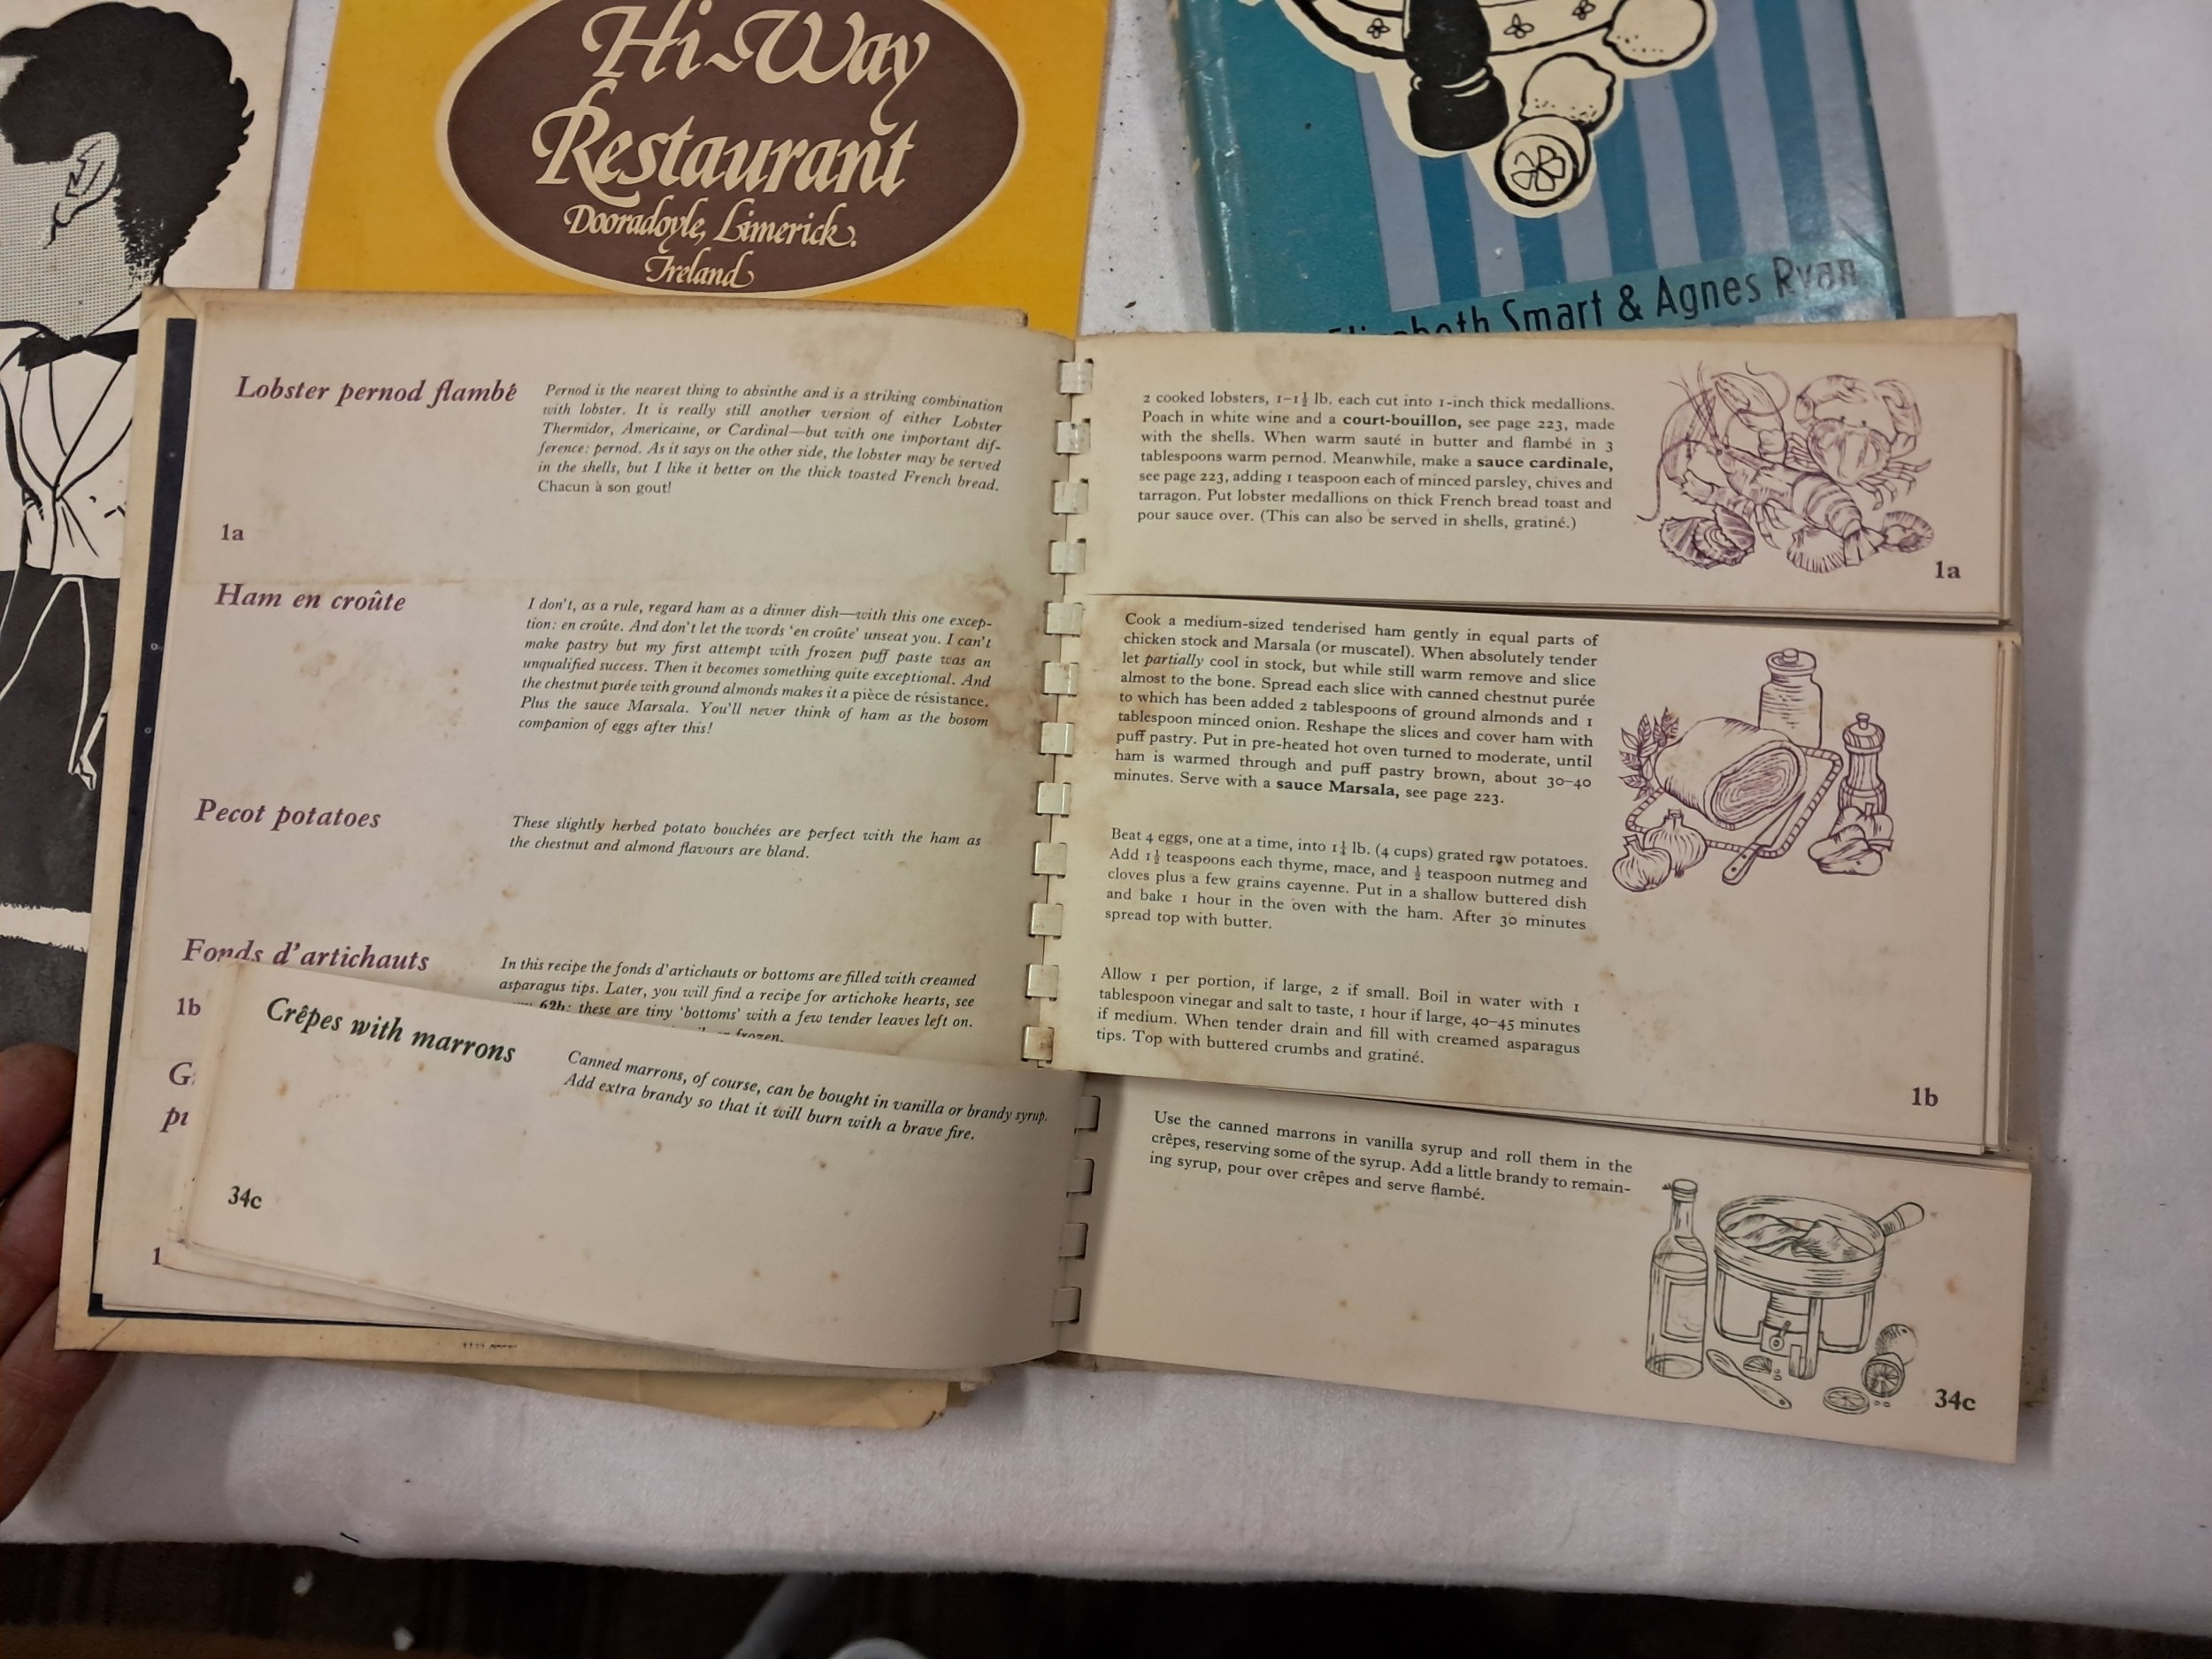 Hi-Way
Restaurant
Dooradoyle, Limerick.
Ireland
Smart & Agnes Ryan
Lobster pernod flambé
Pernod is the nearest thing to absinthe and is a striking combination
with lobster. It is really still another version of either Lobster
Thermidor, Americaine, or Cardinal—but with one important dif-
ference: pernod. As it says on the other side, the lobster may be served
in the shells, but I like it better on the thick toasted French bread.
Chacun à son gout!
1a
Ham en croûte
I don't, as a rule, regard ham as a dinner dish—with this one excep-
tion: en croûte. And don't let the words 'en croûte' unseat you. I can't
make pastry but my first attempt with frozen puff paste was an
unqualified success. Then it becomes something quite exceptional. And
the chestnut purée with ground almonds makes it a pièce de résistance.
Plus the sauce Marsala. You'll never think of ham as the bosom
companion of eggs after this!
Pecot potatoes
These slightly herbed potato bouchées are perfect with the ham as
the chestnut and almond flavours are bland.
Fonds d'artichauts
In this recipe the fonds d'artichauts or bottoms are filled with creamed
asparagus tips. Later, you will find a recipe for artichoke hearts, see
62b: these are tiny 'bottoms' with a few tender leaves left on.
frozen.
1b
Crêpes with marrons
Canned marrons, of course, can be bought in vanilla or brandy syrup.
Add extra brandy so that it will burn with a brave fire.
34c
2 cooked lobsters, 1–1½ lb. each cut into 1-inch thick medallions.
Poach in white wine and a court-bouillon, see page 223, made
with the shells. When warm sauté in butter and flambé in 3
tablespoons warm pernod. Meanwhile, make a sauce cardinale,
see page 223, adding 1 teaspoon each of minced parsley, chives and
tarragon. Put lobster medallions on thick French bread toast and
pour sauce over. (This can also be served in shells, gratiné.)
1a
Cook a medium-sized tenderised ham gently in equal parts of
chicken stock and Marsala (or muscatel). When absolutely tender
let partially cool in stock, but while still warm remove and slice
almost to the bone. Spread each slice with canned chestnut purée
to which has been added 2 tablespoons of ground almonds and 1
tablespoon minced onion. Reshape the slices and cover ham with
puff pastry. Put in pre-heated hot oven turned to moderate, until
ham is warmed through and puff pastry brown, about 30–40
minutes. Serve with a sauce Marsala, see page 223.
Beat 4 eggs, one at a time, into 1¼ lb. (4 cups) grated raw potatoes.
Add 1½ teaspoons each thyme, mace, and ½ teaspoon nutmeg and
cloves plus a few grains cayenne. Put in a shallow buttered dish
and bake 1 hour in the oven with the ham. After 30 minutes
spread top with butter.
Allow 1 per portion, if large, 2 if small. Boil in water with 1
tablespoon vinegar and salt to taste, 1 hour if large, 40–45 minutes
if medium. When tender drain and fill with creamed asparagus
tips. Top with buttered crumbs and gratiné.
1b
Use the canned marrons in vanilla syrup and roll them in the
crêpes, reserving some of the syrup. Add a little brandy to remain-
ing syrup, pour over crêpes and serve flambé.
34c